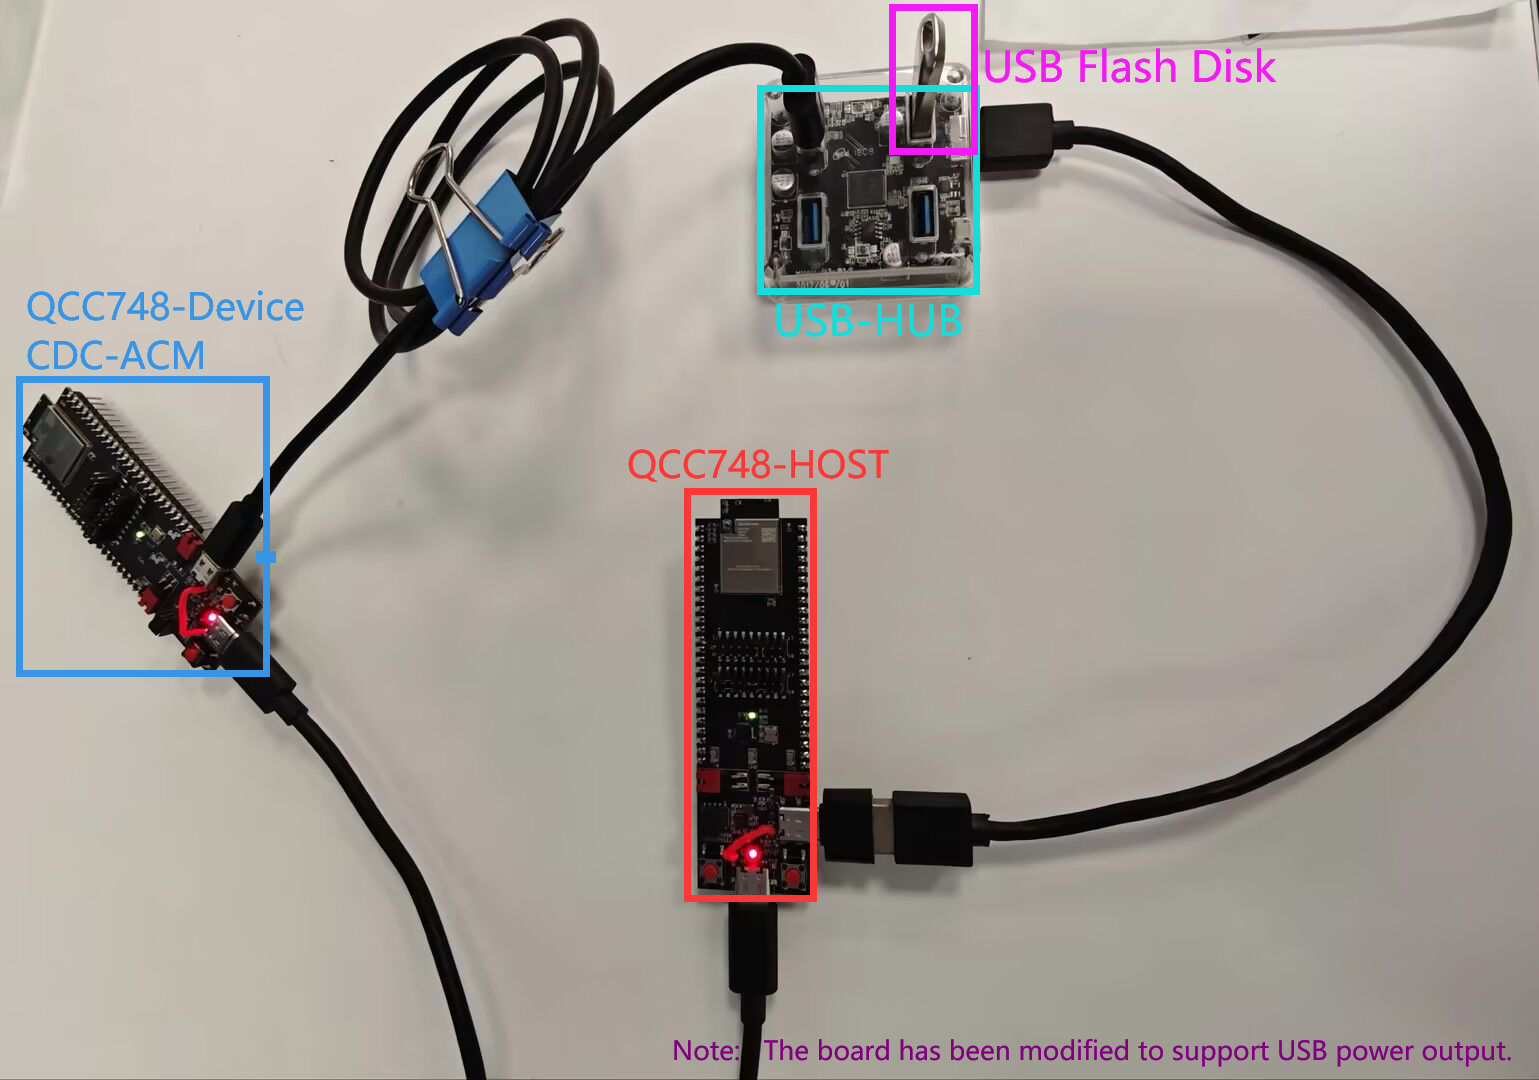 USB Flash Disk
USB-HUB
QCC748-Device
CDC-ACM
QCC748-HOST
Note: The board has been modified to support USB power output.